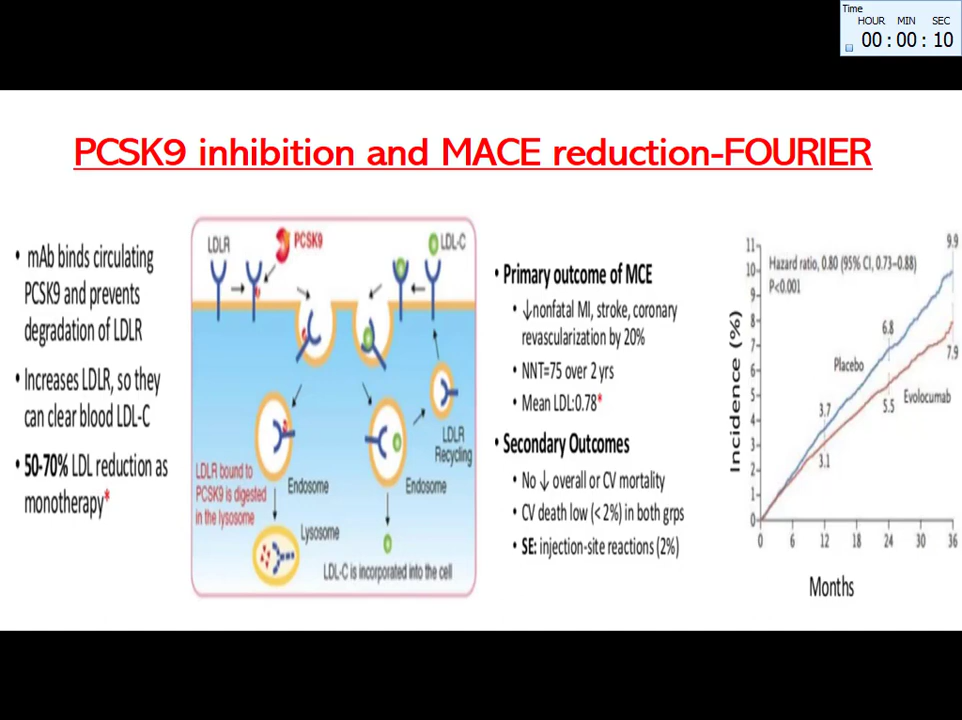 Time
HOUR MIN SEC
00:00:10
PCSK9 inhibition and MACE reduction-FOURIER
• mAb binds circulating
PCSK9 and prevents
degradation of LDLR
• Increases LDLR, so they
can clear blood LDL-C
• 50-70% LDL reduction as
monotherapy*
LDLR
PCSK9
LDL-C
LDLR
Recycling
LDLR bound to
PCSK9 is digested
in the lysosome
Endosome
Endosome
Lysosome
LDL-C is incorporated into the cell
• Primary outcome of MCE
• ↓nonfatal MI, stroke, coronary
revascularization by 20%
• NNT=75 over 2 yrs
• Mean LDL:0.78*
• Secondary Outcomes
• No ↓ overall or CV mortality
• CV death low (< 2%) in both grps
• SE: injection-site reactions (2%)
Incidence (%)
11
10
9
8
7
6
5
4
3
2
1
0
Hazard ratio, 0.80 (95% CI, 0.73–0.88)
P<0.001
9.9
6.8
Placebo
7.9
Evolocumab
5.5
3.7
3.1
0 6 12 18 24 30 36
Months